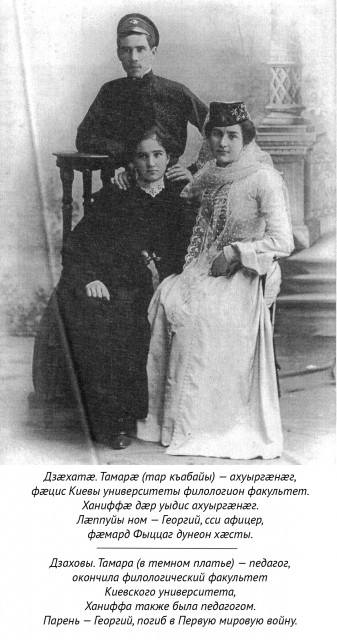 Дзæхатæ. Тамарæ (тар къабайы) — ахуыргæнæг,
фæцис Киевы университеты филологион факультет.
Ханиффæ дæр уыдис ахуыргæнæг.
Лæппуйы ном — Георгий, сси афицер,
фæмард Фыццаг дунеон хæсты.
Дзаховы. Тамара (в темном платье) — педагог,
окончила филологический факультет
Киевского университета,
Ханиффа также была педагогом.
Парень — Георгий, погиб в Первую мировую войну.